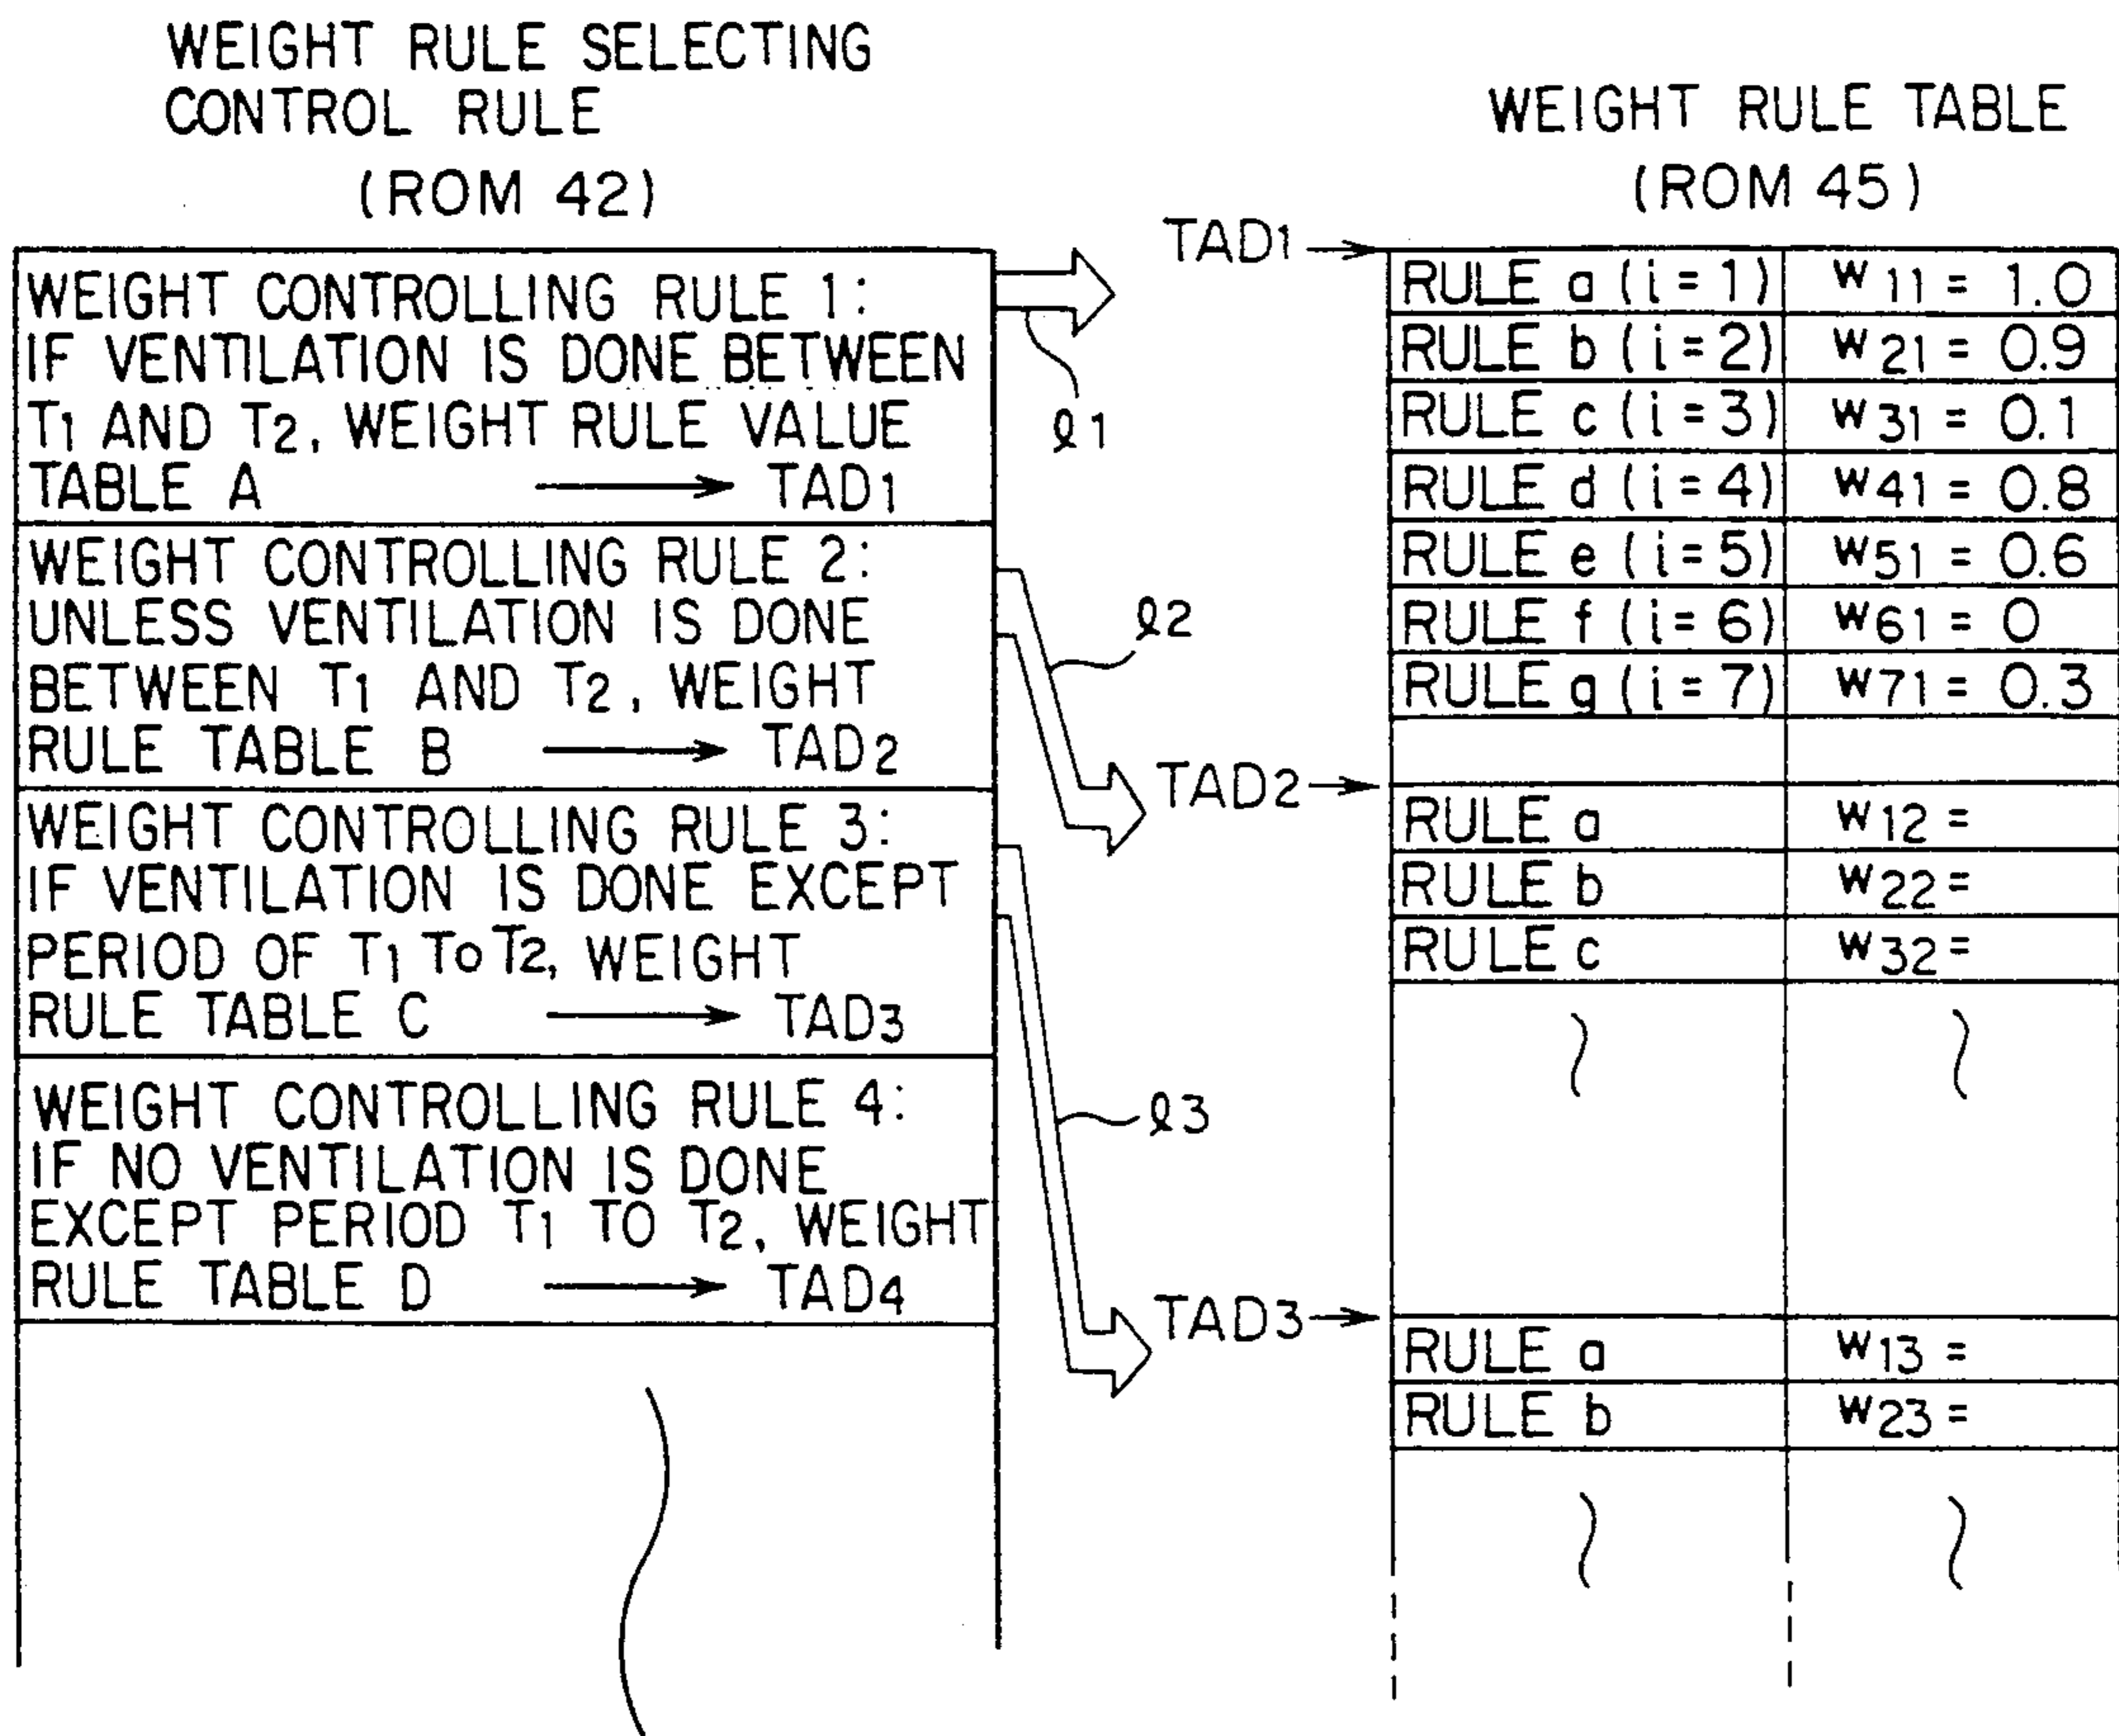 WEIGHT RULE SELECTING
CONTROL RULE
(ROM 42)
WEIGHT CONTROLLING RULE 1:
IF VENTILATION IS DONE BETWEEN
T1 AND T2, WEIGHT RULE VALUE
TABLE A → TAD1
WEIGHT CONTROLLING RULE 2:
UNLESS VENTILATION IS DONE
BETWEEN T1 AND T2, WEIGHT
RULE TABLE B → TAD2
WEIGHT CONTROLLING RULE 3:
IF VENTILATION IS DONE EXCEPT
PERIOD OF T1 To T2, WEIGHT
RULE TABLE C → TAD3
WEIGHT CONTROLLING RULE 4:
IF NO VENTILATION IS DONE
EXCEPT PERIOD T1 TO T2, WEIGHT
RULE TABLE D → TAD4
ℓ1
ℓ2
ℓ3
WEIGHT RULE TABLE
(ROM 45)
TAD1→
RULE a (i = 1) w11 = 1.0
RULE b (i = 2) w21 = 0.9
RULE c (i = 3) w31 = 0.1
RULE d (i = 4) w41 = 0.8
RULE e (i = 5) w51 = 0.6
RULE f (i = 6) w61 = 0
RULE g (i = 7) w71 = 0.3
TAD2→
RULE a w12 =
RULE b w22 =
RULE c w32 =
TAD3→
RULE a w13 =
RULE b w23 =